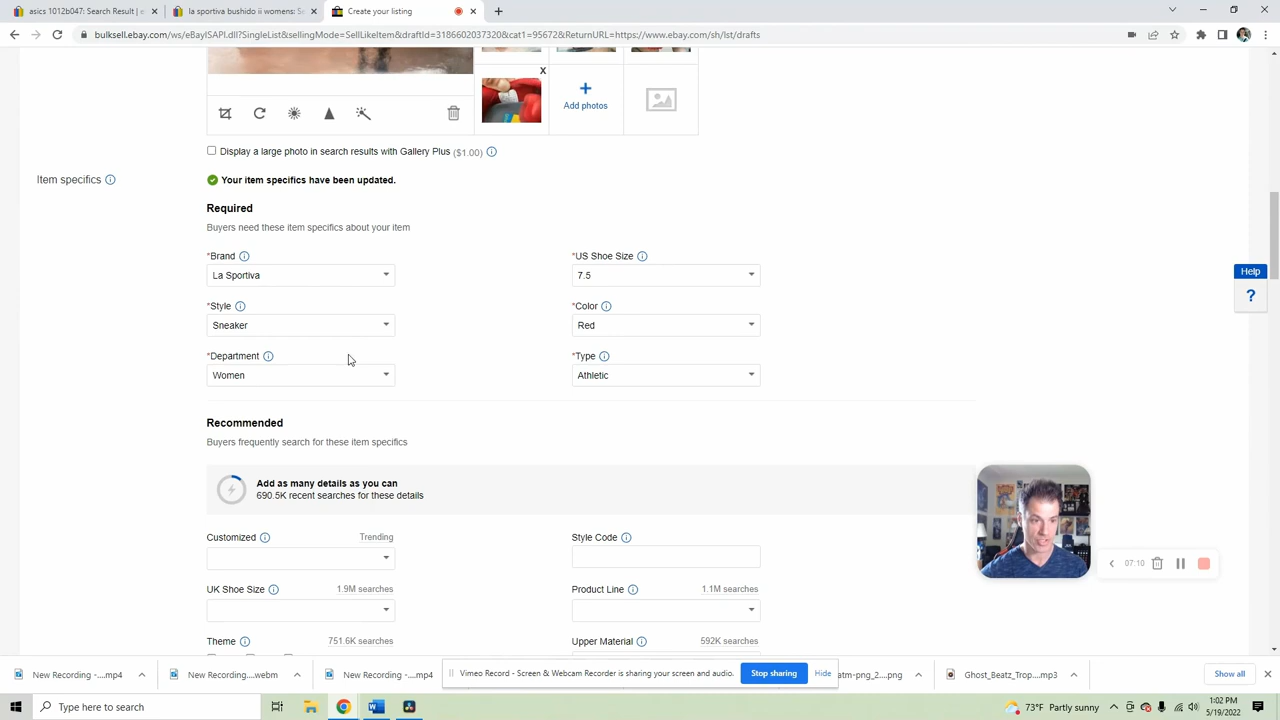 asics 1012b047: Search Result | e
la sportiva bushido ii womens: Se
Create your listing
bulksell.ebay.com/ws/eBayISAPI.dll?SingleList&sellingMode=SellLikeItem&draftId=3186602037320&cat1=95672&ReturnURL=https://www.ebay.com/sh/lst/drafts
X
Add photos
Display a large photo in search results with Gallery Plus ($1.00)
Item specifics
Your item specifics have been updated.
Required
Buyers need these item specifics about your item
*Brand
*US Shoe Size
La Sportiva
7.5
*Style
*Color
Sneaker
Red
*Department
*Type
Women
Athletic
Help
?
Recommended
Buyers frequently search for these item specifics
Add as many details as you can
690.5K recent searches for these details
Customized
Trending
Style Code
UK Shoe Size
1.9M searches
Product Line
1.1M searches
Theme
751.6K searches
Upper Material
592K searches
07:10
New Recording -....mp4
New Recording....webm
New Recording -....mp4
Vimeo Record - Screen & Webcam Recorder is sharing your screen and audio.
Stop sharing
Hide
atm-png_2....png
Ghost_Beatz_Trop....mp3
Show all
Type here to search
73°F Partly sunny
1:02 PM
5/19/2022